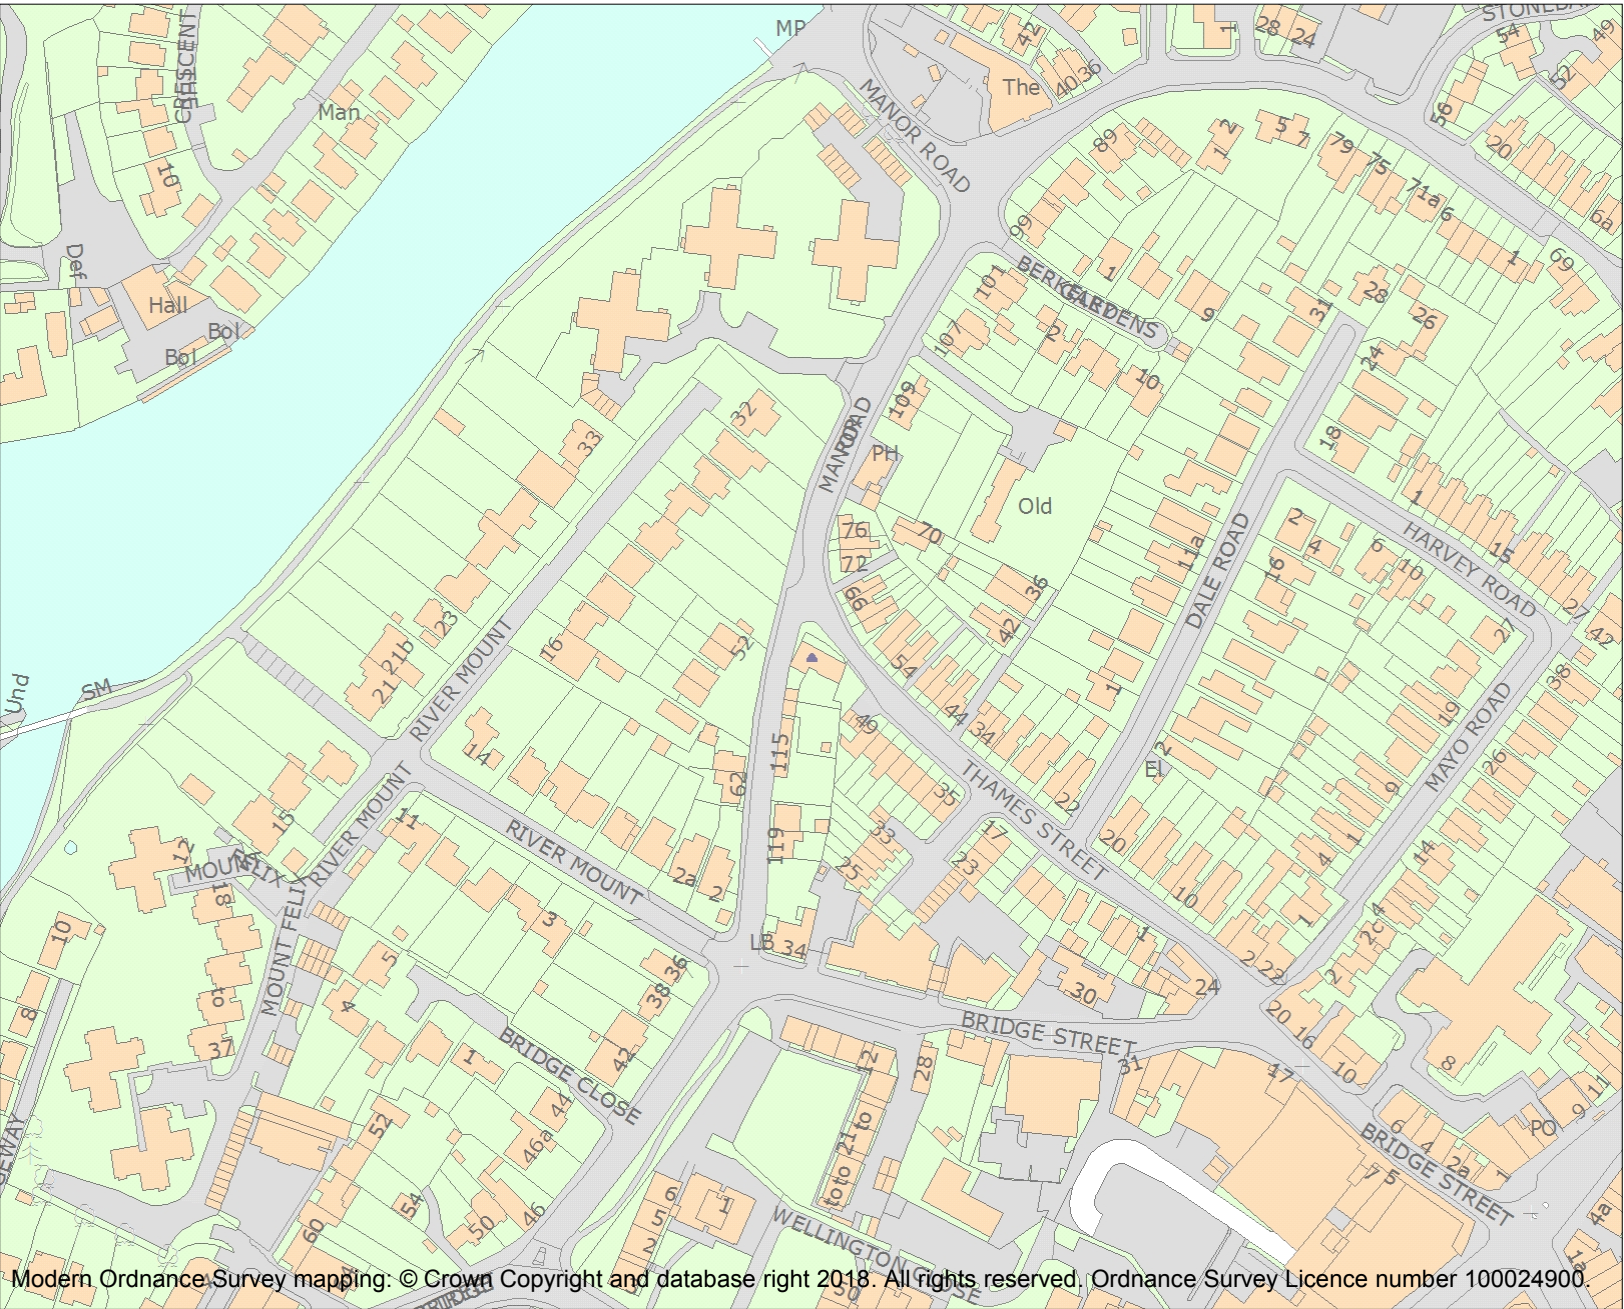 CRESCENT
Man
10
Def
Hall
Bol
Bol
MP
MANOR ROAD
The
42
40 36
1
28 24
54
49
52
56
20
6a
89
1 2
5 7
79
75
71a
6
1
69
99
101
107
BERKELEY
GARDENS
1
9
2
10
31
28
26
24
18
109
MANOR
ROAD
PH
Old
76
72
70
66
36
42
54
44
34
32
33
23
21b
21
16
52
RIVER MOUNT
14
62
115
119
49
35
33
25
17
23
THAMES STREET
22
20
10
1
DALE ROAD
11a
1
2
El
HARVEY ROAD
1
15
27
42
38
2
4
6
10
16
27
19
9
1
4
MAYO ROAD
26
14
2c 4
2
1
Und
SM
15
12
18
11
RIVER MOUNT
RIVER MOUNT
3
2a
2
LB
34
36
38
42
MOUNT FELIX
to
37
5
4
1
BRIDGE CLOSE
44
46a
46
50
52
54
60
10
8
30
24
2
22
BRIDGE STREET
31
17
20
16
10
8
6
4
2a
1
PO
9
11
7 5
BRIDGE STREET
4a
1a
12
28
to
21
to
6
5
2
1
WELLINGTON CLOSE
50
Modern Ordnance Survey mapping: © Crown Copyright and database right 2018. All rights reserved. Ordnance Survey Licence number 100024900.